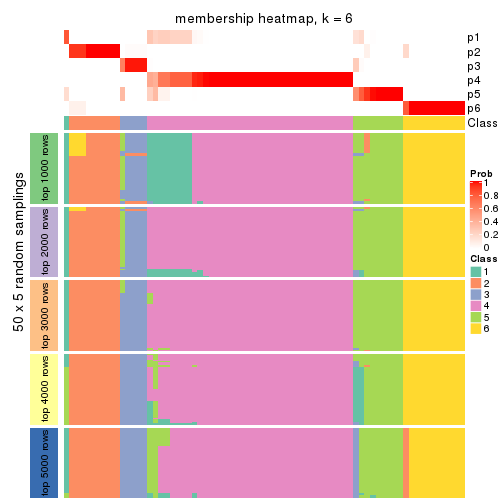 membership heatmap, k = 6
p1
p2
p3
p4
p5
p6
Class
50 x 5 random samplings
top 1000 rows
top 2000 rows
top 3000 rows
top 4000 rows
top 5000 rows
Prob
1
0.8
0.6
0.4
0.2
0
Class
1
2
3
4
5
6